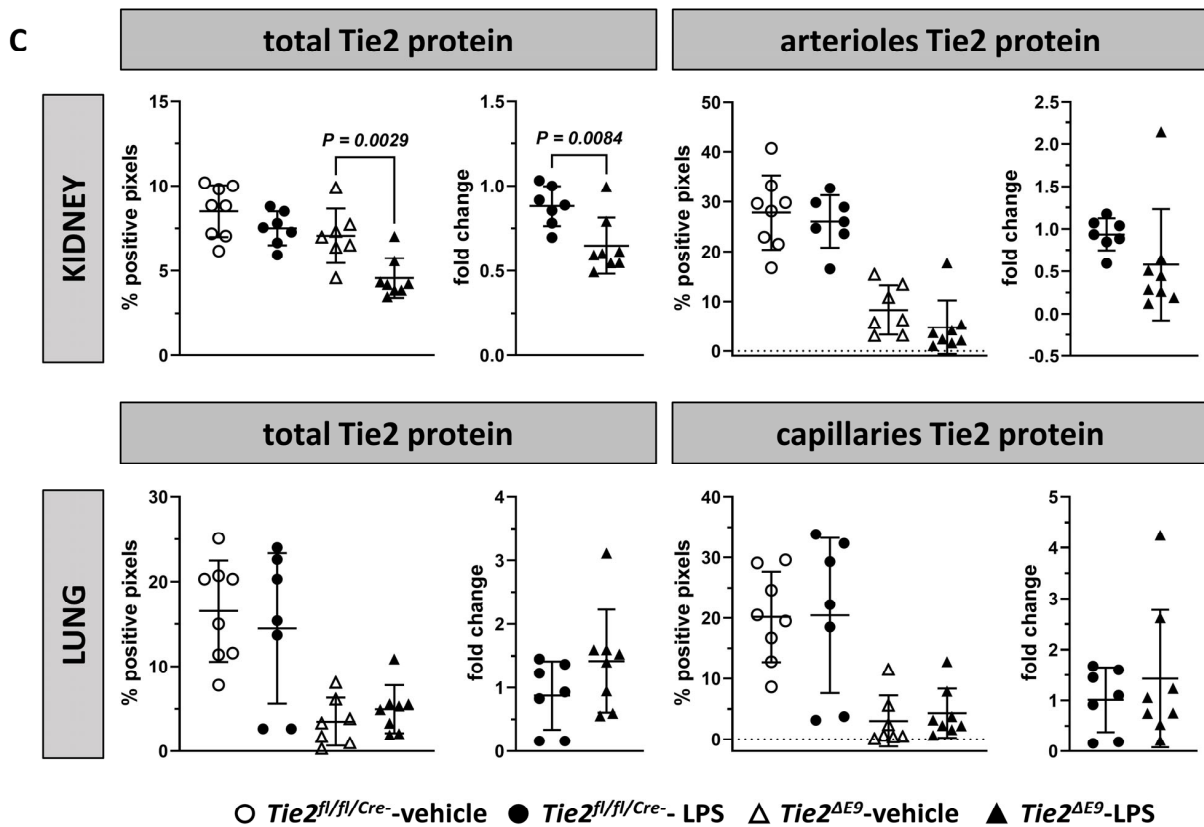 C
total Tie2 protein
arterioles Tie2 protein
KIDNEY
% positive pixels
15
10
5
0
P = 0.0029
fold change
1.5
1.0
0.5
0.0
P = 0.0084
% positive pixels
50
40
30
20
10
0
fold change
2.5
2.0
1.5
1.0
0.5
0.0
-0.5
total Tie2 protein
capillaries Tie2 protein
LUNG
% positive pixels
30
20
10
0
fold change
4
3
2
1
0
% positive pixels
40
30
20
10
0
fold change
5
4
3
2
1
0
Tie2fl/fl/Cre--vehicle Tie2fl/fl/Cre-- LPS Tie2ΔE9-vehicle Tie2ΔE9-LPS